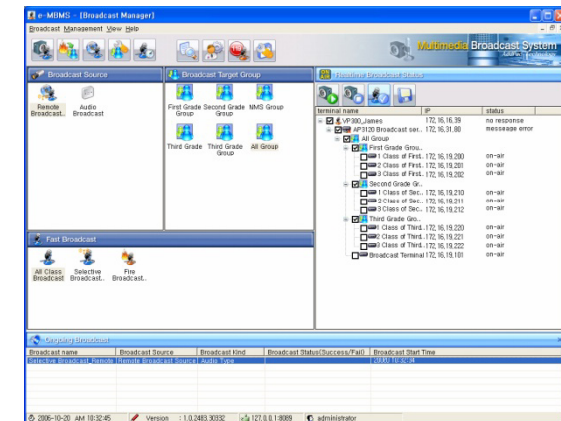 e-MBMS - [Broadcast Manager]
Broadcast Management View Help
Multimedia Broadcast System
Broadcast Source
Broadcast Target Group
Realtime Broadcast Status
Remote Broadcast..
Audio Broadcast
First Grade Group
Second Grade Group
NMS Group
Third Grade
Third Grade Group
All Group
terminal name IP status
VP300_James 172, 16, 16, 39 no response
AP3120 Broadcast ser.. 172, 16, 31, 80 message error
All Group
First Grade Grou..
1 Class of First.. 172, 16, 19, 200 on-air
2 Class of First.. 172, 16, 19, 201 on-air
3 Class of First.. 172, 16, 19, 202 on-air
Second Grade Gr..
1 Class of Sec.. 172, 16, 19, 210 on-air
2 Class of Sec.. 172, 16, 19, 211 on-air
3 Class of Sec.. 172, 16, 19, 212 on-air
Third Grade Gro..
1 Class of Third.. 172, 16, 19, 220 on-air
2 Class of Third.. 172, 16, 19, 221 on-air
3 Class of Third.. 172, 16, 19, 222 on-air
Broadcast Terminal 172, 16, 19, 101 on-air
Fast Broadcast
All Class Broadcast
Selective Broadcast..
Fire Broadcast..
Ongoing Broadcast
Broadcast name Broadcast Source Broadcast Kind Broadcast Status(Success/Fail) Broadcast Start Time
Selective Broadcast_Remote Remote Broadcast Source Audio Type
2006-10-20 AM 10:32:45 Version : 1.0.2483.30332 127.0.0.1:8089 administrator